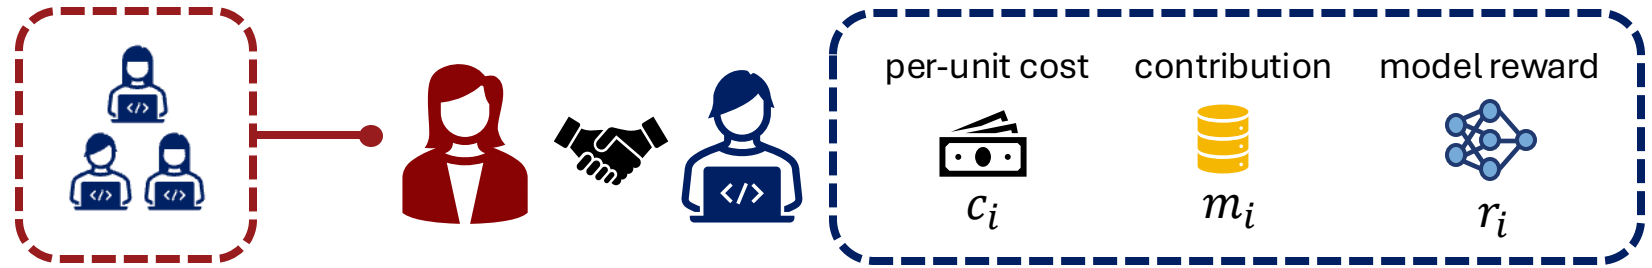 per-unit cost contribution model reward
</>
</> </>
</>
c_i m_i r_i